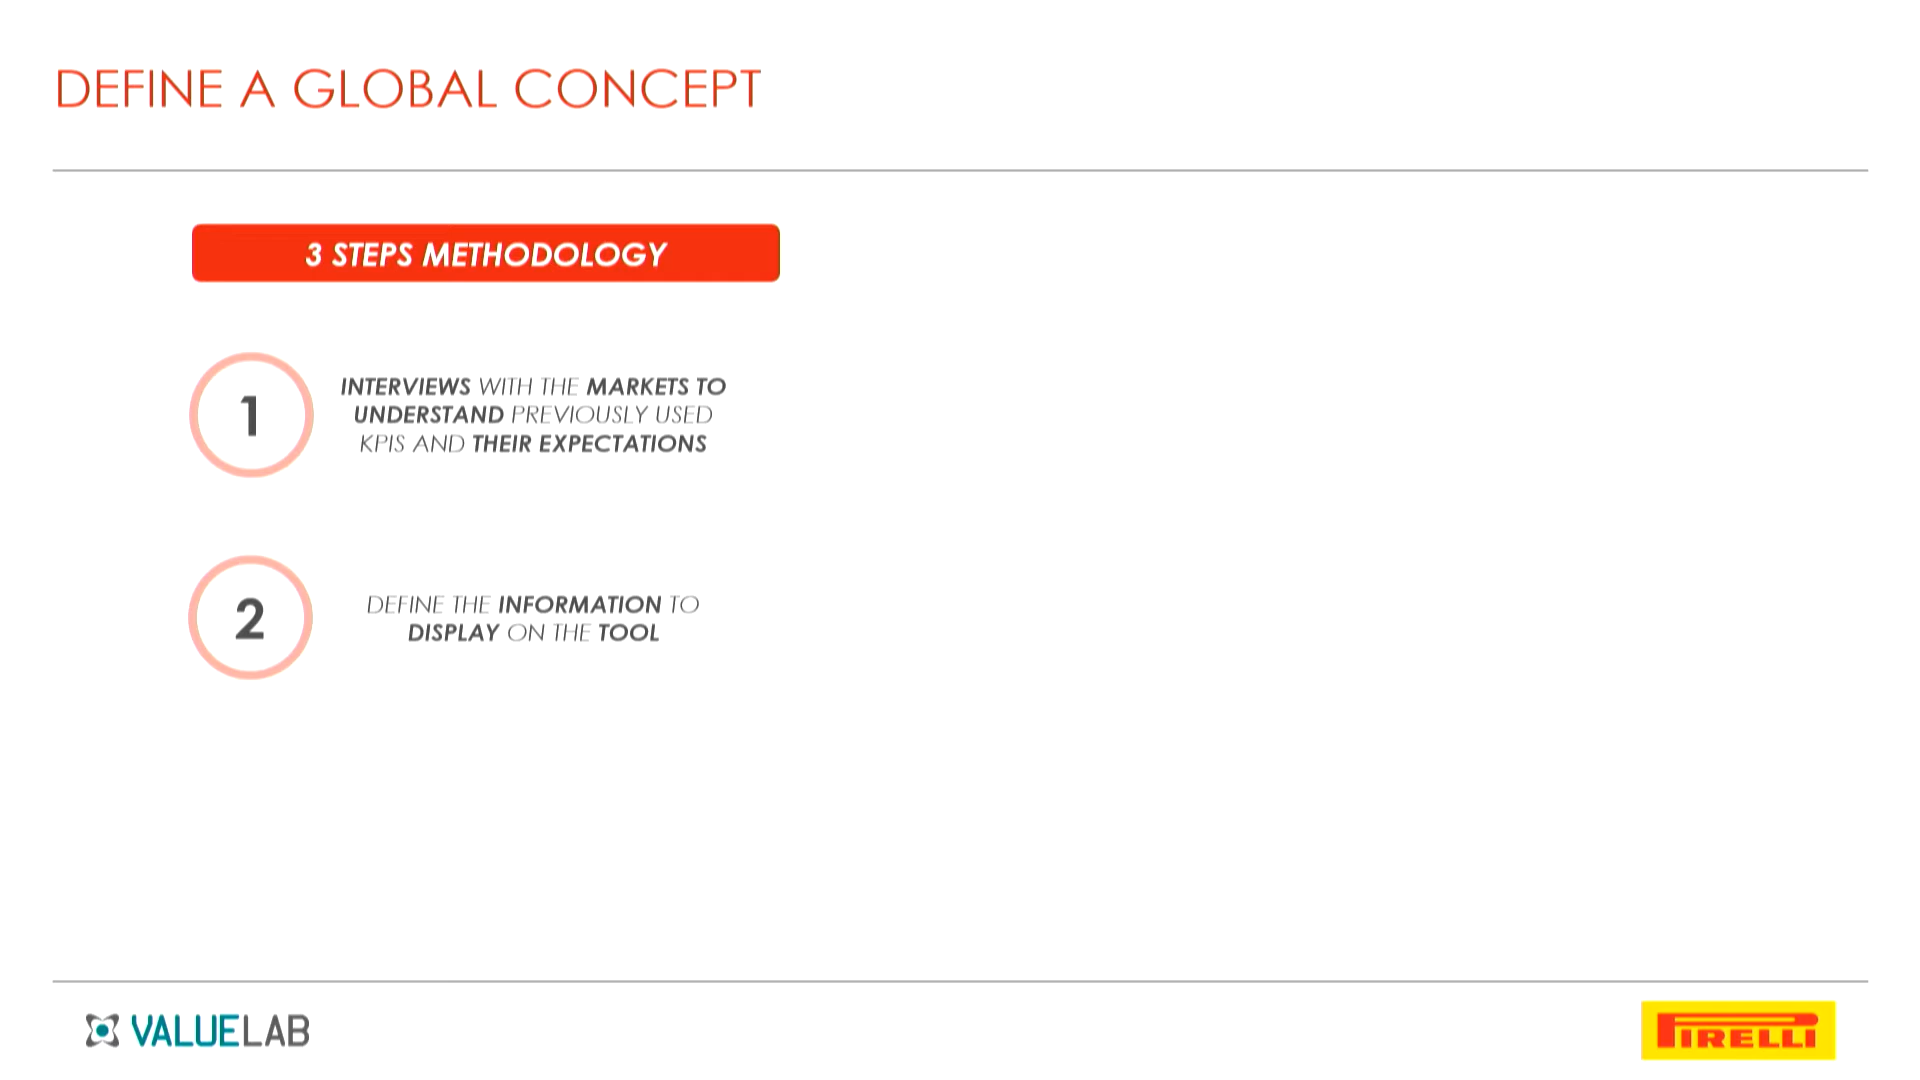 DEFINE A GLOBAL CONCEPT
3 STEPS METHODOLOGY
1
INTERVIEWS WITH THE MARKETS TO
UNDERSTAND PREVIOUSLY USED
KPIS AND THEIR EXPECTATIONS
2
DEFINE THE INFORMATION TO
DISPLAY ON THE TOOL
VALUELAB
PIRELLI